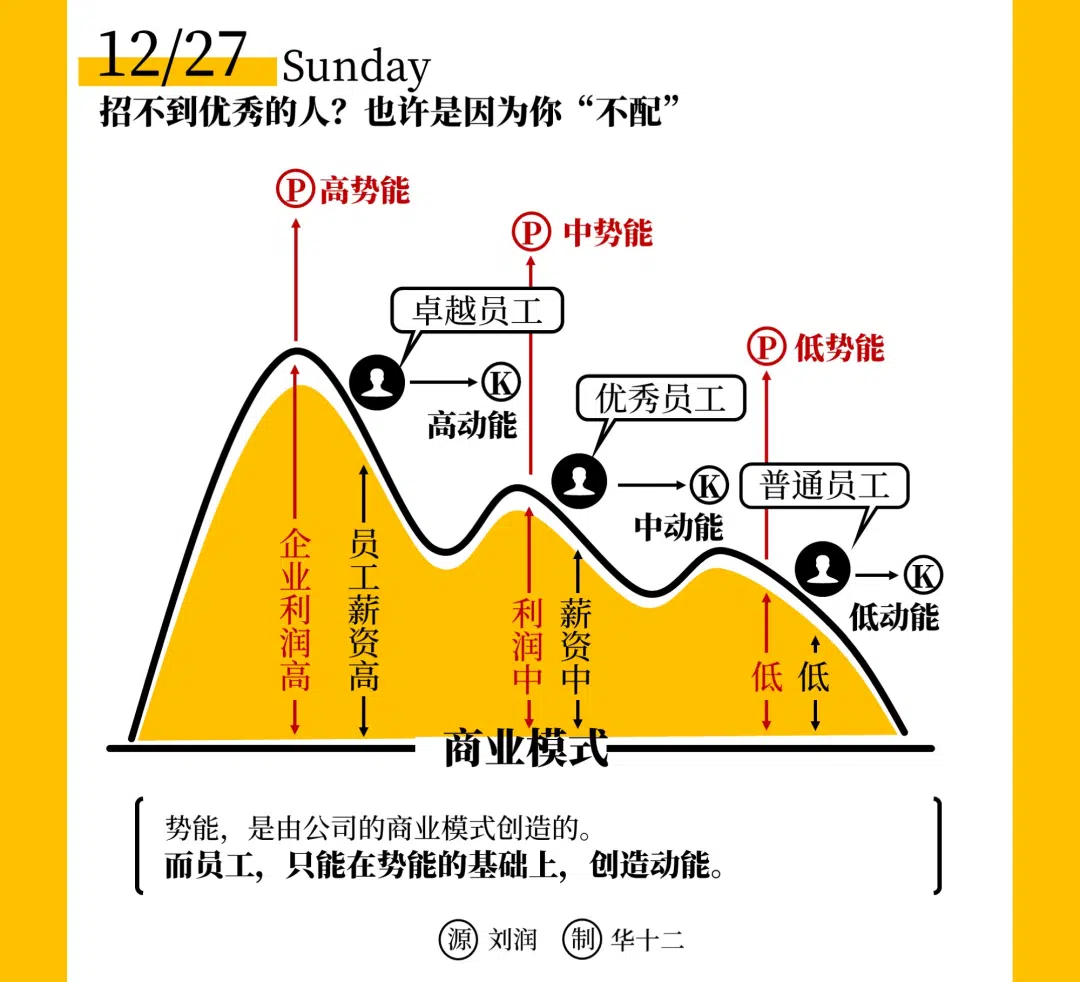 12/27 Sunday
招不到优秀的人？也许是因为你“不配”
P 高势能
P 中势能
卓越员工
P 低势能
K
高动能
优秀员工
K
中动能
普通员工
K
低动能
企业利润高
员工薪资高
利润中
薪资中
低
低
商业模式
势能，是由公司的商业模式创造的。
而员工，只能在势能的基础上，创造动能。
源 刘润 制 华十二